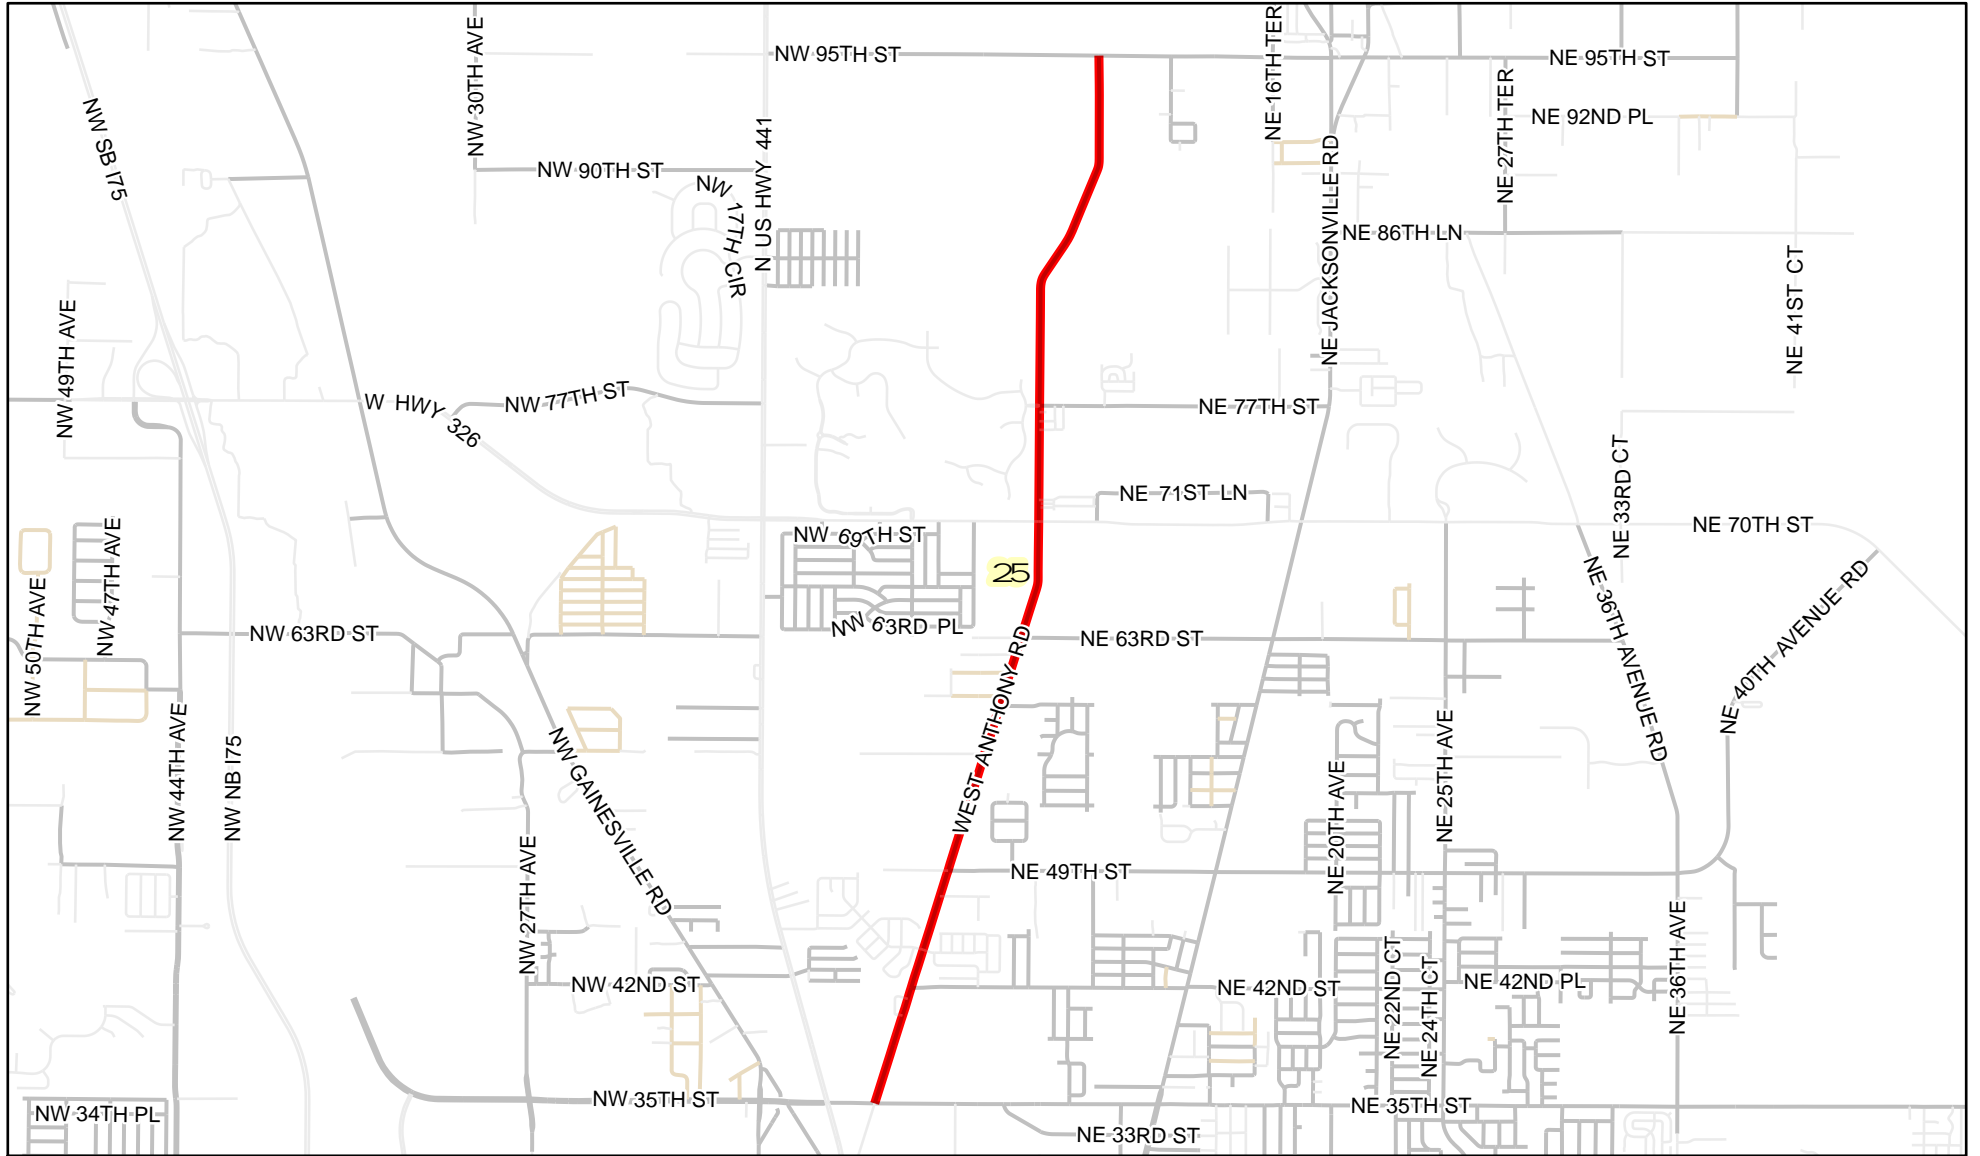 NW 95TH ST
NE 95TH ST
NW 30TH AVE
NE 16TH TER
NE 27TH TER
NE 92ND PL
NW SB I75
N US HWY 441
NW 90TH ST
NW 17TH CIR
NE JACKSONVILLE RD
NE 86TH LN
NE 41ST CT
NW 49TH AVE
W HWY 326
NW 77TH ST
NE 77TH ST
NE 33RD CT
NE 71ST LN
NW 69TH ST
NE 70TH ST
25
NW 47TH AVE
NW 50TH AVE
NW 63RD ST
NW 63RD PL
NE 63RD ST
NE 36TH AVENUE RD
NE 40TH AVENUE RD
WEST ANTHONY RD
NW 44TH AVE
NW NB I75
NW GAINESVILLE RD
NE 20TH AVE
NE 25TH AVE
NW 27TH AVE
NE 49TH ST
NW 42ND ST
NE 42ND ST
NE 22ND CT
NE 24TH CT
NE 42ND PL
NE 36TH AVE
NW 34TH PL
NW 35TH ST
NE 35TH ST
NE 33RD ST